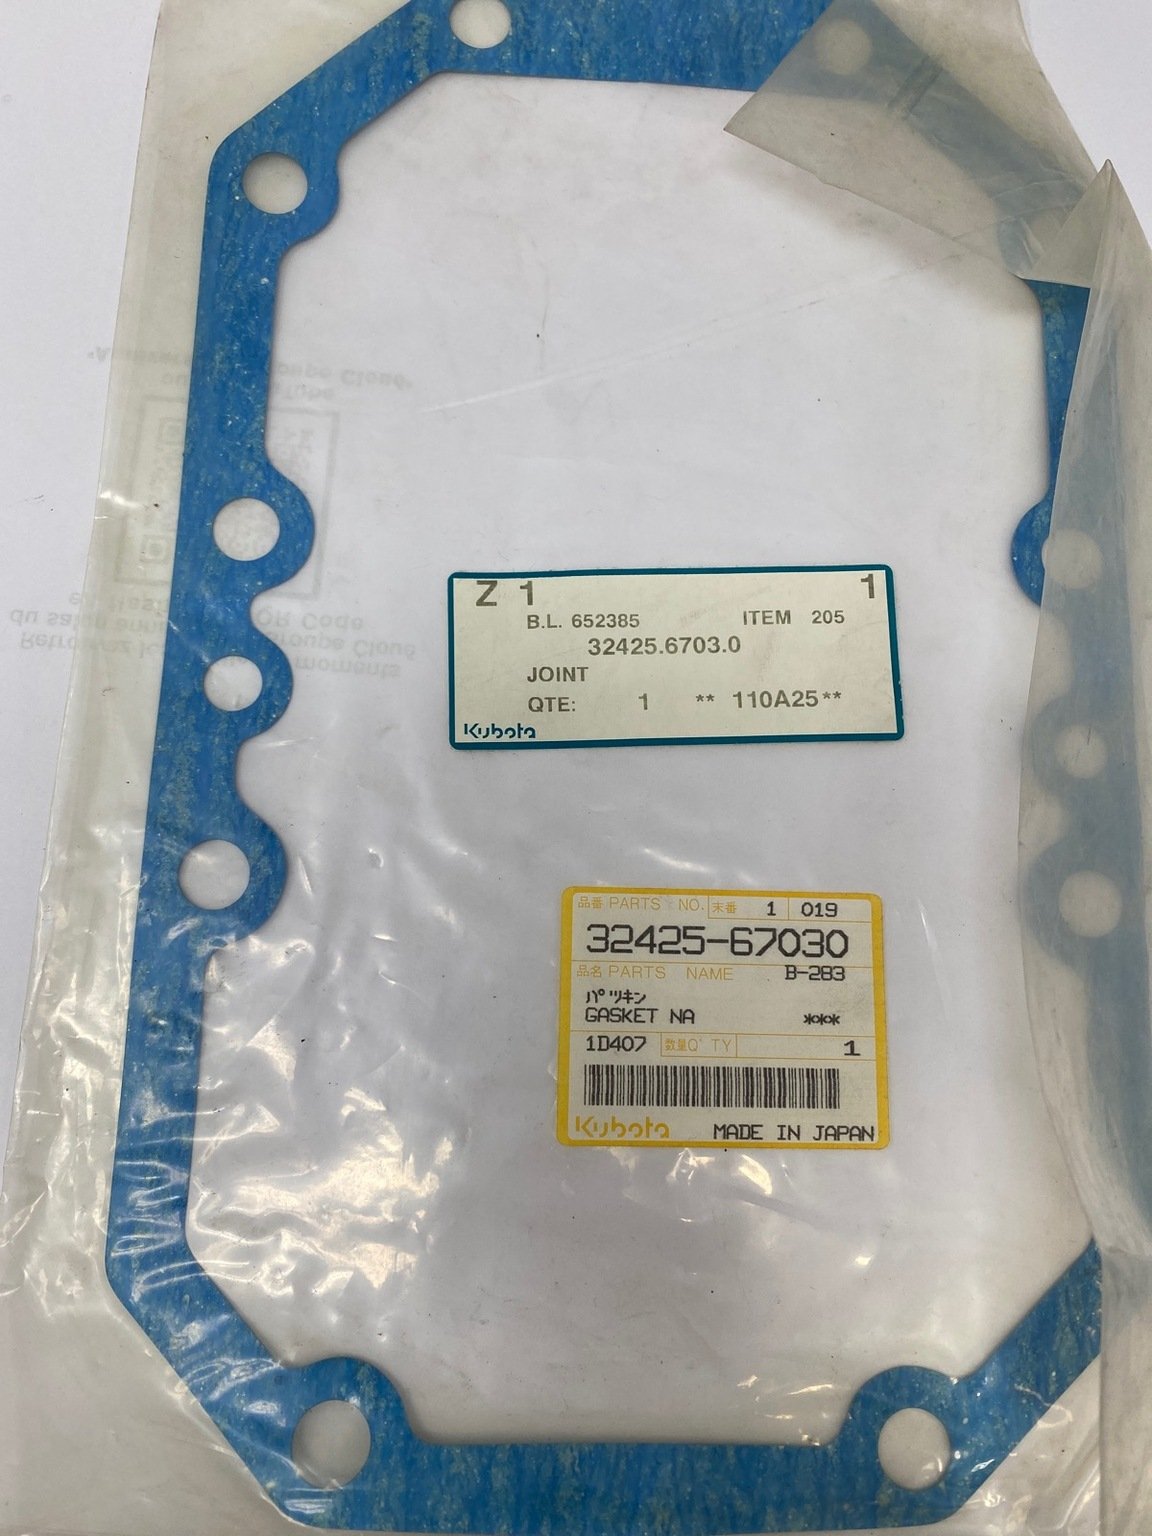 Z 1 1
B.L. 652385 ITEM 205
32425.6703.0
JOINT
QTE: 1 ** 110A25**
Kubota
品番 PARTS NO. 末番 1 019
32425-67030
品名 PARTS NAME B-283
パツキン
GASKET NA ***
1D407 数量Q'TY 1
Kubota MADE IN JAPAN